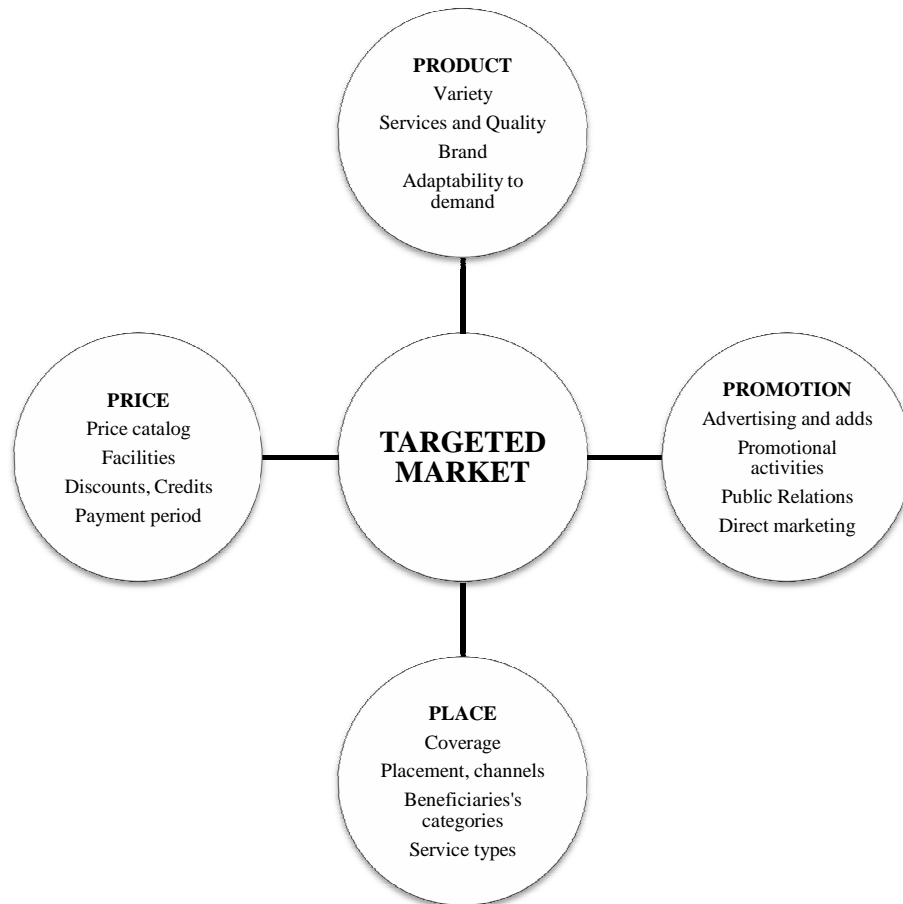 PRODUCT
Variety
Services and Quality
Brand
Adaptability to
demand
PRICE
Price catalog
Facilities
Discounts, Credits
Payment period
TARGETED
MARKET
PROMOTION
Advertising and adds
Promotional
activities
Public Relations
Direct marketing
PLACE
Coverage
Placement, channels
Beneficiaries's
categories
Service types